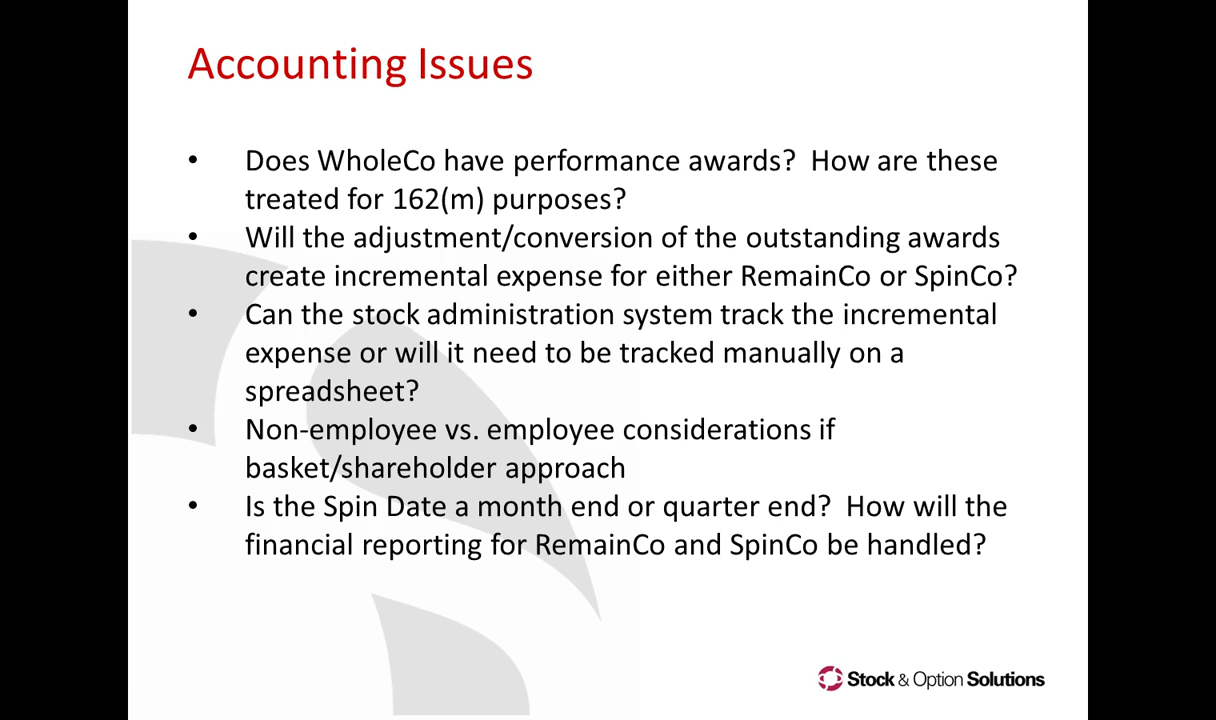 Accounting Issues
• Does WholeCo have performance awards?  How are these
treated for 162(m) purposes?
• Will the adjustment/conversion of the outstanding awards
create incremental expense for either RemainCo or SpinCo?
• Can the stock administration system track the incremental
expense or will it need to be tracked manually on a
spreadsheet?
• Non-employee vs. employee considerations if
basket/shareholder approach
• Is the Spin Date a month end or quarter end?  How will the
financial reporting for RemainCo and SpinCo be handled?
Stock & Option Solutions